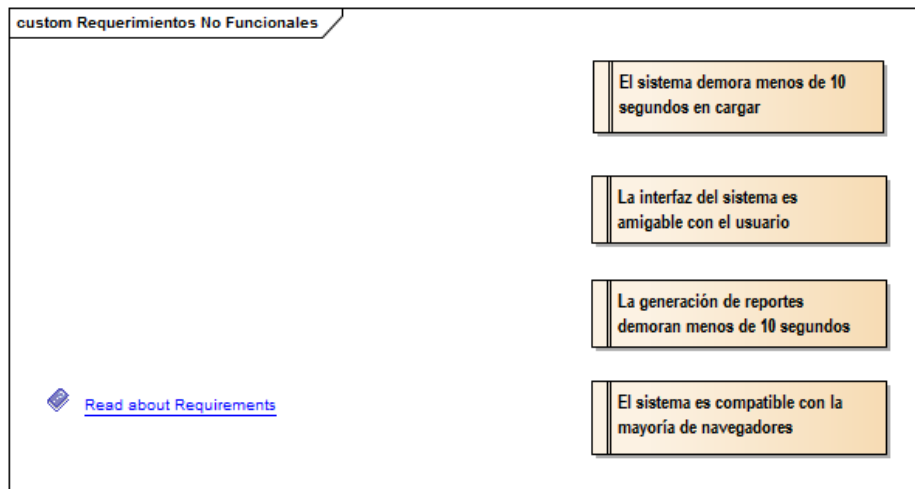 custom Requerimientos No Funcionales
El sistema demora menos de 10
segundos en cargar
La interfaz del sistema es
amigable con el usuario
La generación de reportes
demoran menos de 10 segundos
Read about Requirements
El sistema es compatible con la
mayoría de navegadores